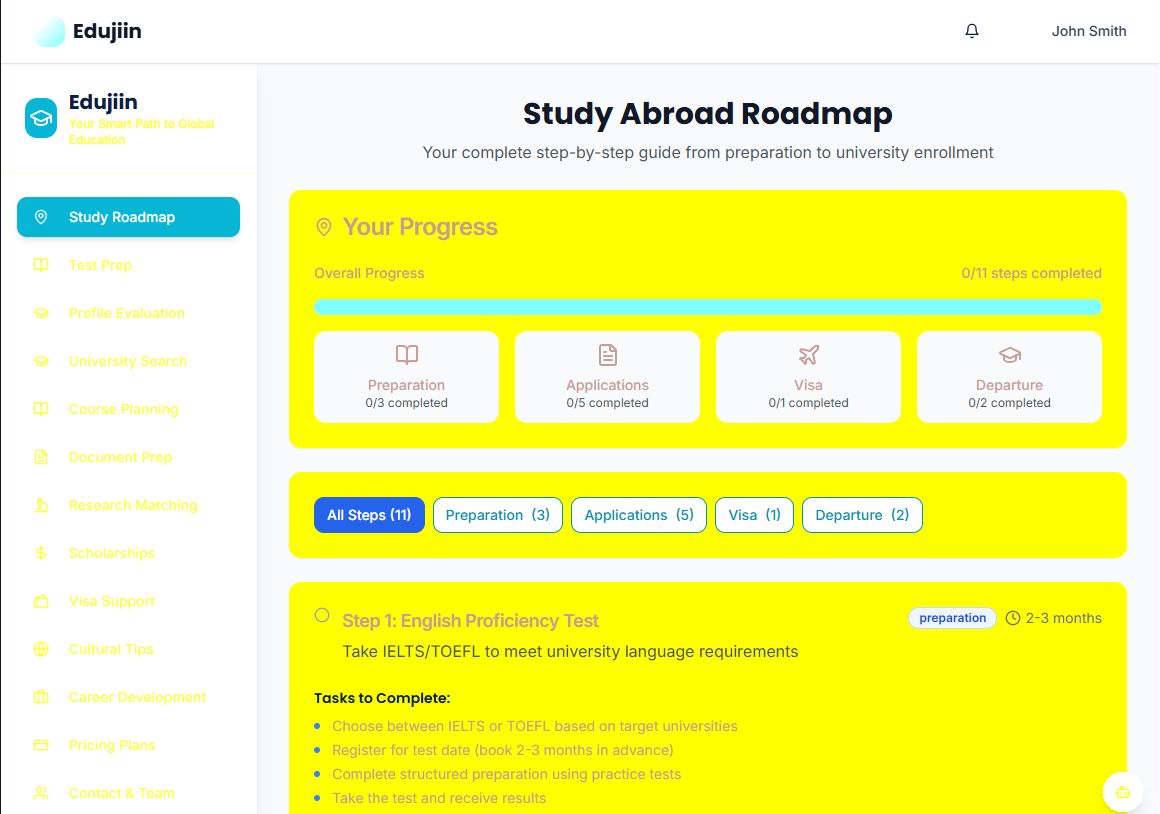 Edujiin
John Smith
Edujiin
Your Smart Path to Global
Education
Study Roadmap
Test Prep
Profile Evaluation
University Search
Course Planning
Document Prep
Research Matching
Scholarships
Visa Support
Cultural Tips
Career Development
Pricing Plans
Contact & Team
Study Abroad Roadmap
Your complete step-by-step guide from preparation to university enrollment
Your Progress
Overall Progress 0/11 steps completed
Preparation
0/3 completed
Applications
0/5 completed
Visa
0/1 completed
Departure
0/2 completed
All Steps (11) Preparation (3) Applications (5) Visa (1) Departure (2)
Step 1: English Proficiency Test preparation 2-3 months
Take IELTS/TOEFL to meet university language requirements
Tasks to Complete:
Choose between IELTS or TOEFL based on target universities
Register for test date (book 2-3 months in advance)
Complete structured preparation using practice tests
Take the test and receive results